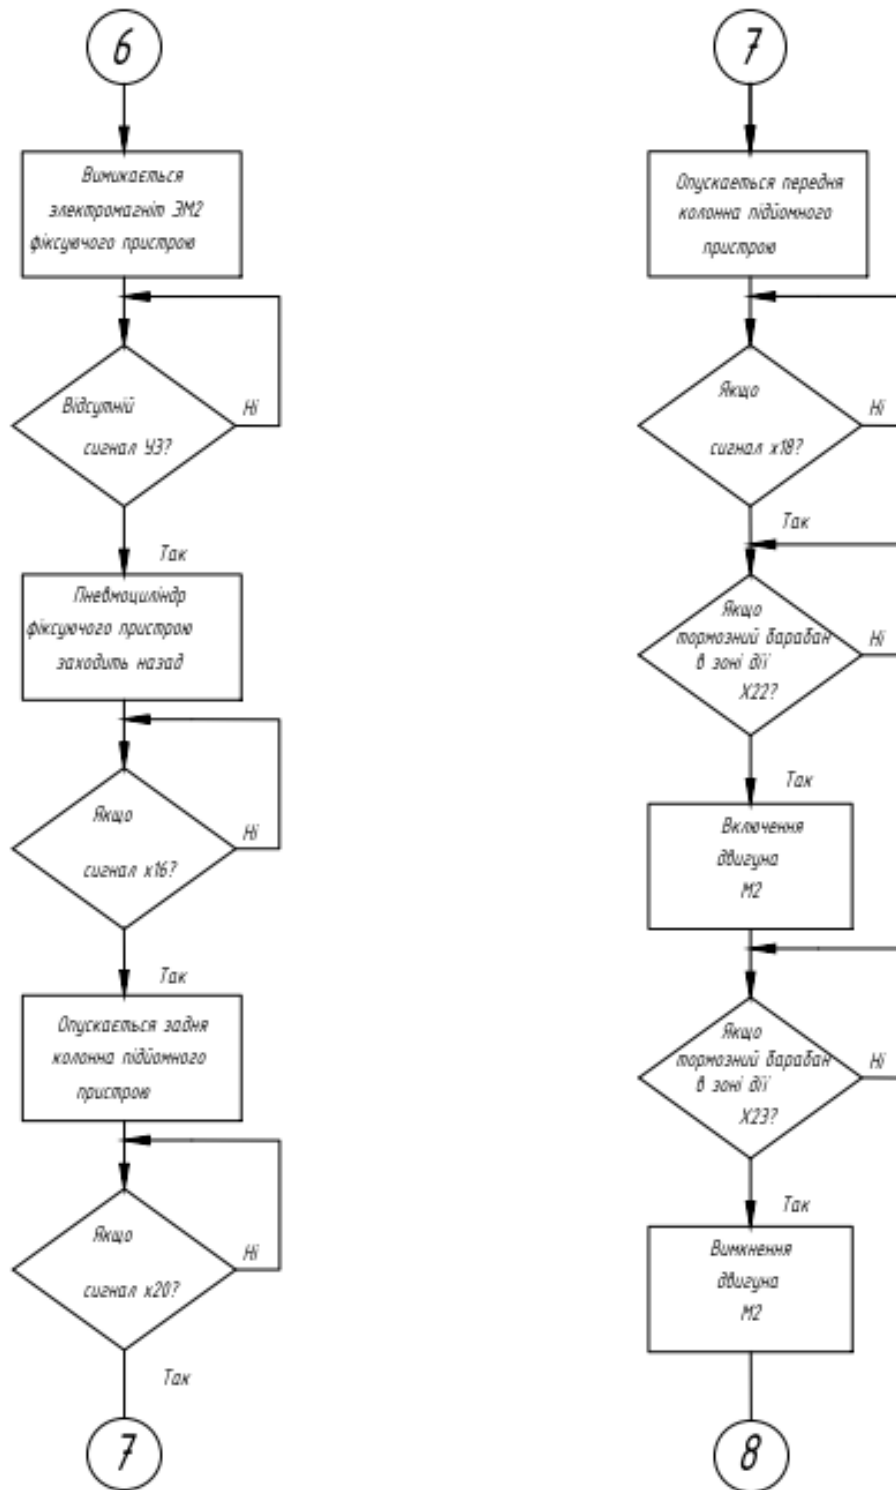 6
Вимикається
электромагніт ЭМ2
фіксуючого пристрою
Відсутній
Ні
сигнал У3?
Так
Пневмоциліндр
фіксуючого пристрою
заходить назад
Якщо
Ні
сигнал х16?
Так
Опускається задня
колонна підйомного
пристрою
Якщо
Ні
сигнал х20?
Так
7
7
Опускаеться передня
колонна підйомного
пристрою
Якщо
Ні
сигнал х18?
Так
Якщо
тормозний барабан
Ні
в зоні дії
Х22?
Так
Включення
двигуна
М2
Якщо
тормозний барабан
Ні
в зоні дії
Х23?
Так
Вимкнення
двигуна
М2
8